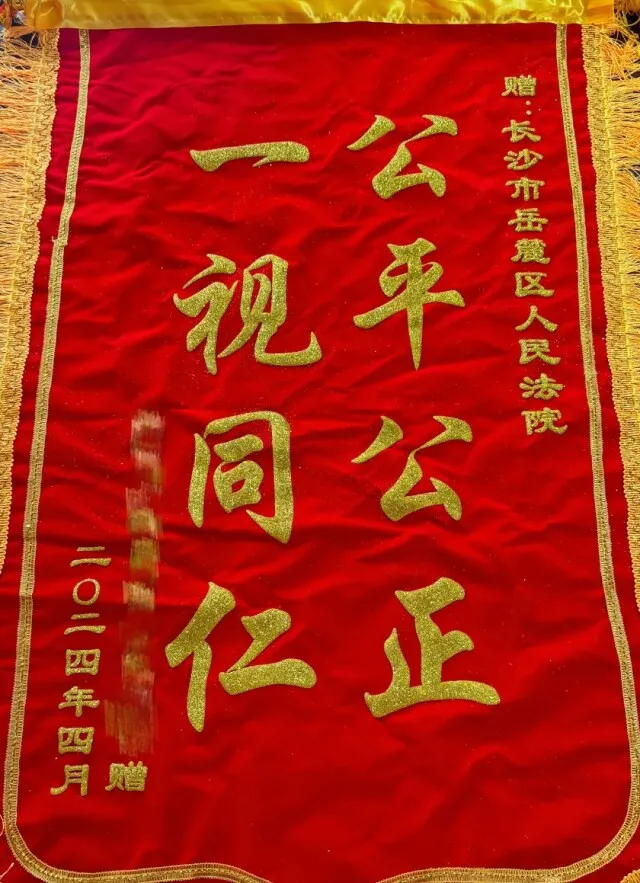 赠：长沙市岳麓区人民法院
公平公正
一视同仁
赠
二〇二四年四月